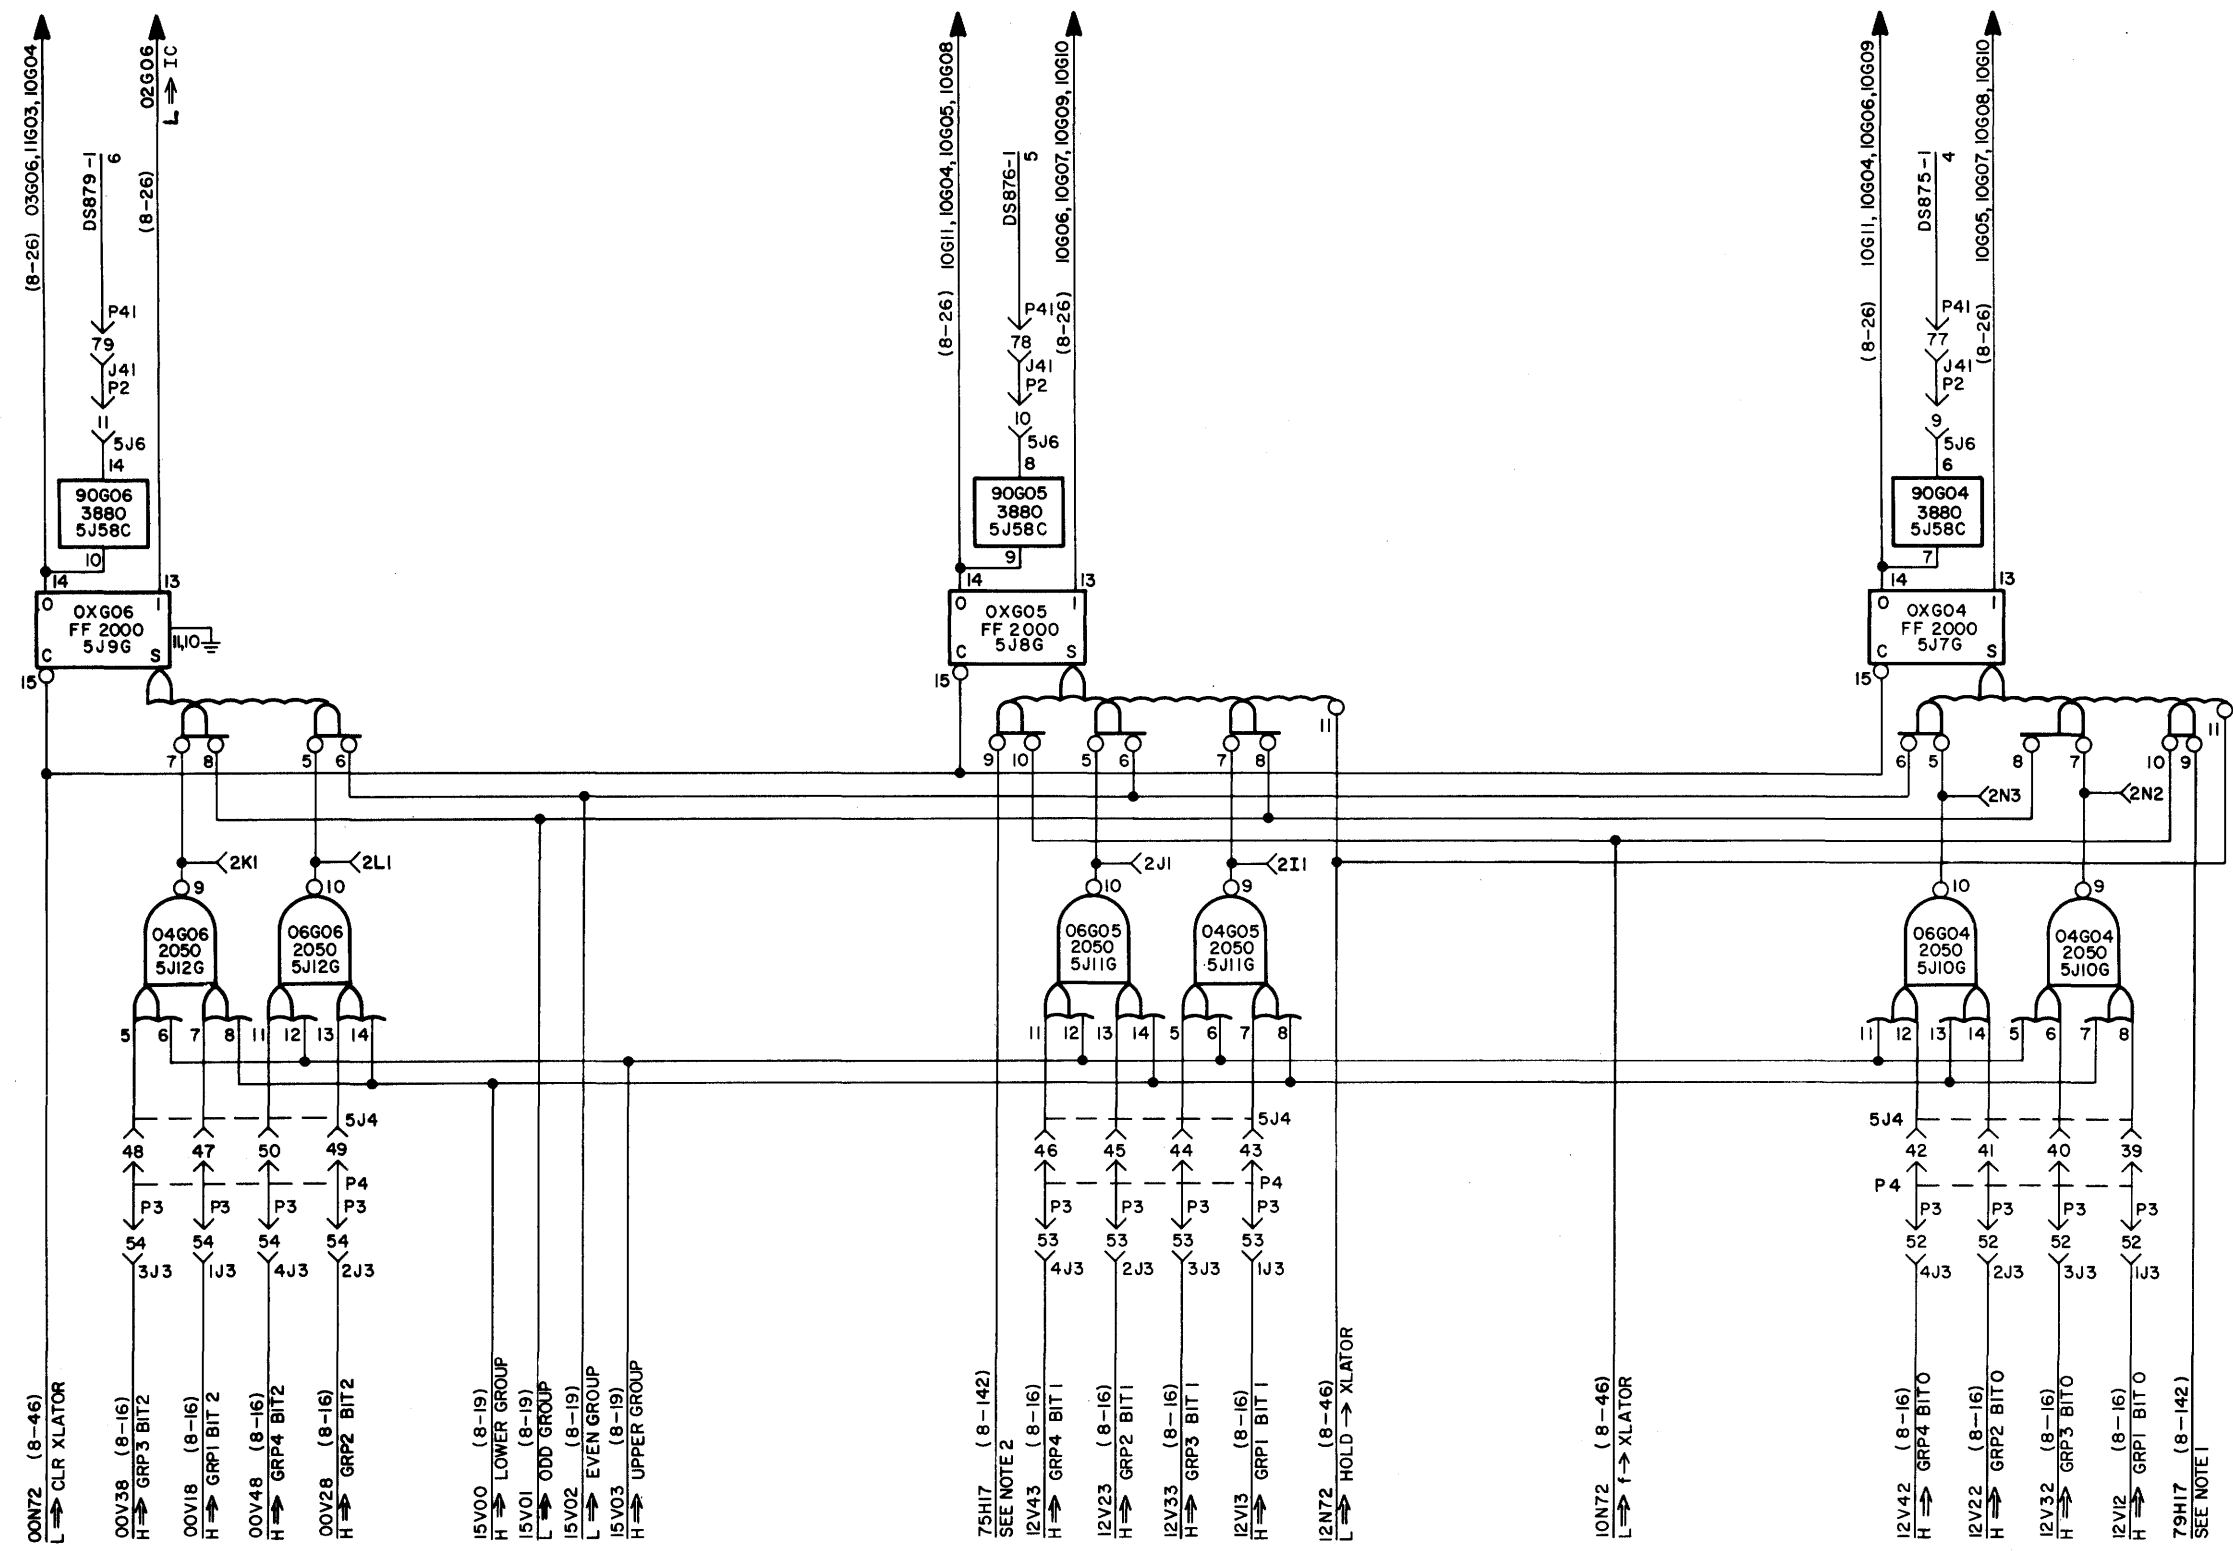 (8-26) 03G06,11G03,10G04
DS879-1
6
(8-26) 02G06
L ⇒ IC
(8-26) 10G11,10G04,10G05,10G08
DS876-1
5
(8-26) 10G06,10G07,10G09,10G10
(8-26) 10G11,10G04,10G06,10G09
DS875-1
4
(8-26) 10G05,10G07,10G08,10G10
P41
79
J41
P2
11
5J6
14
90G06
3880
5J58C
10
14
13
0 1
0XG06
FF 2000
5J9G
C S
11,10
15
P41
78
J41
P2
10
5J6
8
90G05
3880
5J58C
9
14
13
0 1
0XG05
FF 2000
5J8G
C S
15
P41
77
J41
P2
9
5J6
6
90G04
3880
5J58C
7
14
13
0 1
0XG04
FF 2000
5J7G
C S
15
7 8 5 6
9 10 5 6 7 8 11
6 5 8 7 10 9 11
2N3
2N2
2K1
2L1
2J1
2I1
9
10
10
9
10
9
04G06
2050
5J12G
06G06
2050
5J12G
06G05
2050
5J11G
04G05
2050
5J11G
06G04
2050
5J10G
04G04
2050
5J10G
5 6 7 8 11 12 13 14
11 12 13 14 5 6 7 8
11 12 13 14 5 6 7 8
5J4
5J4
5J4
48 47 50 49
46 45 44 43
42 41 40 39
P4
P4
P4
P3 P3 P3 P3
P3 P3 P3 P3
P3 P3 P3 P3
54 54 54 54
53 53 53 53
52 52 52 52
3J3 1J3 4J3 2J3
4J3 2J3 3J3 1J3
4J3 2J3 3J3 1J3
00N72 (8-46)
L ⇒ CLR XLATOR
00V38 (8-16)
H ⇒ GRP3 BIT2
00V18 (8-16)
H ⇒ GRP1 BIT 2
00V48 (8-16)
H ⇒ GRP4 BIT2
00V28 (8-16)
H ⇒ GRP2 BIT2
15V00 (8-19)
H ⇒ LOWER GROUP
15V01 (8-19)
L ⇒ ODD GROUP
15V02 (8-19)
L ⇒ EVEN GROUP
15V03 (8-19)
H ⇒ UPPER GROUP
75H17 (8-142)
SEE NOTE 2
12V43 (8-16)
H ⇒ GRP4 BIT 1
12V23 (8-16)
H ⇒ GRP2 BIT1
12V33 (8-16)
H ⇒ GRP3 BIT 1
12V13 (8-16)
H ⇒ GRP1 BIT 1
12N72 (8-46)
L ⇒ HOLD → XLATOR
10N72 (8-46)
L ⇒ f → XLATOR
12V42 (8-16)
H ⇒ GRP4 BIT0
12V22 (8-16)
H ⇒ GRP2 BIT0
12V32 (8-16)
H ⇒ GRP3 BIT0
12V12 (8-16)
H ⇒ GRP1 BIT 0
79H17 (8-142)
SEE NOTE 1